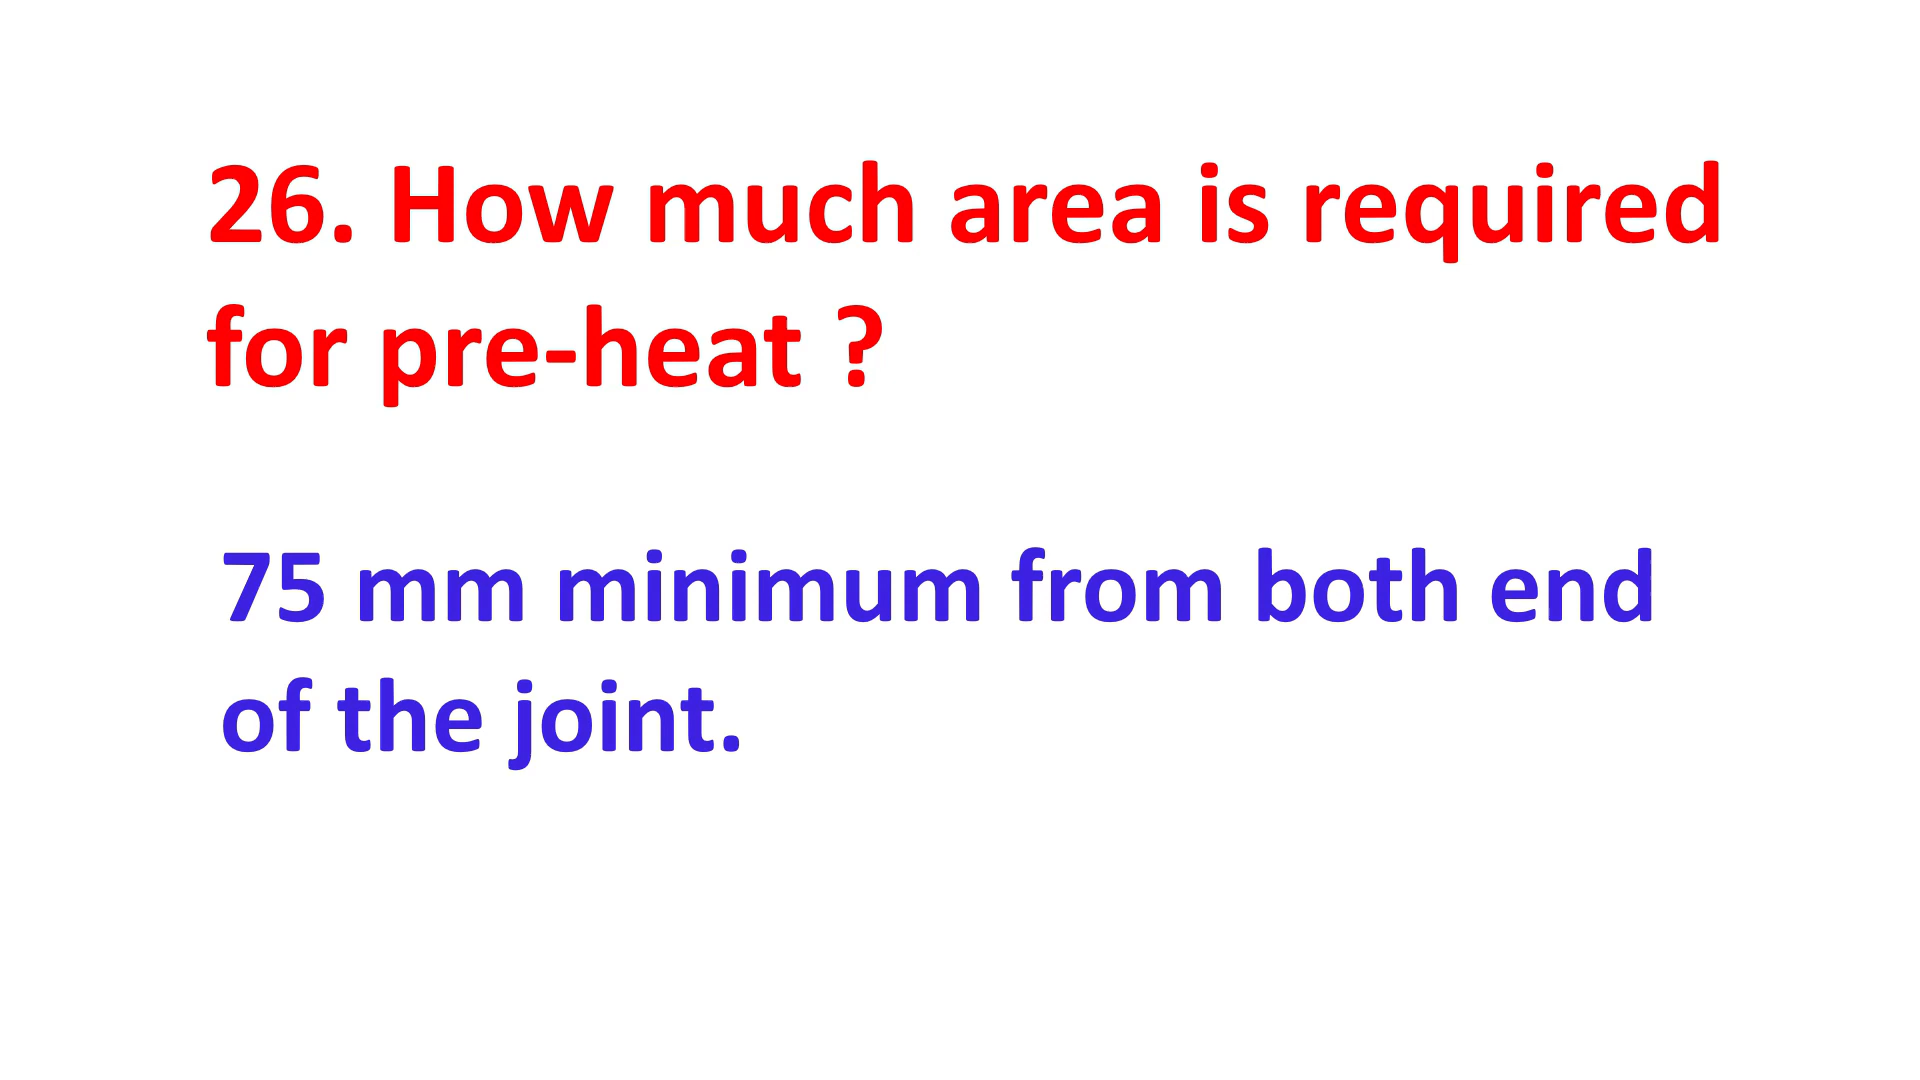 26. How much area is required
for pre-heat ?
75 mm minimum from both end
of the joint.